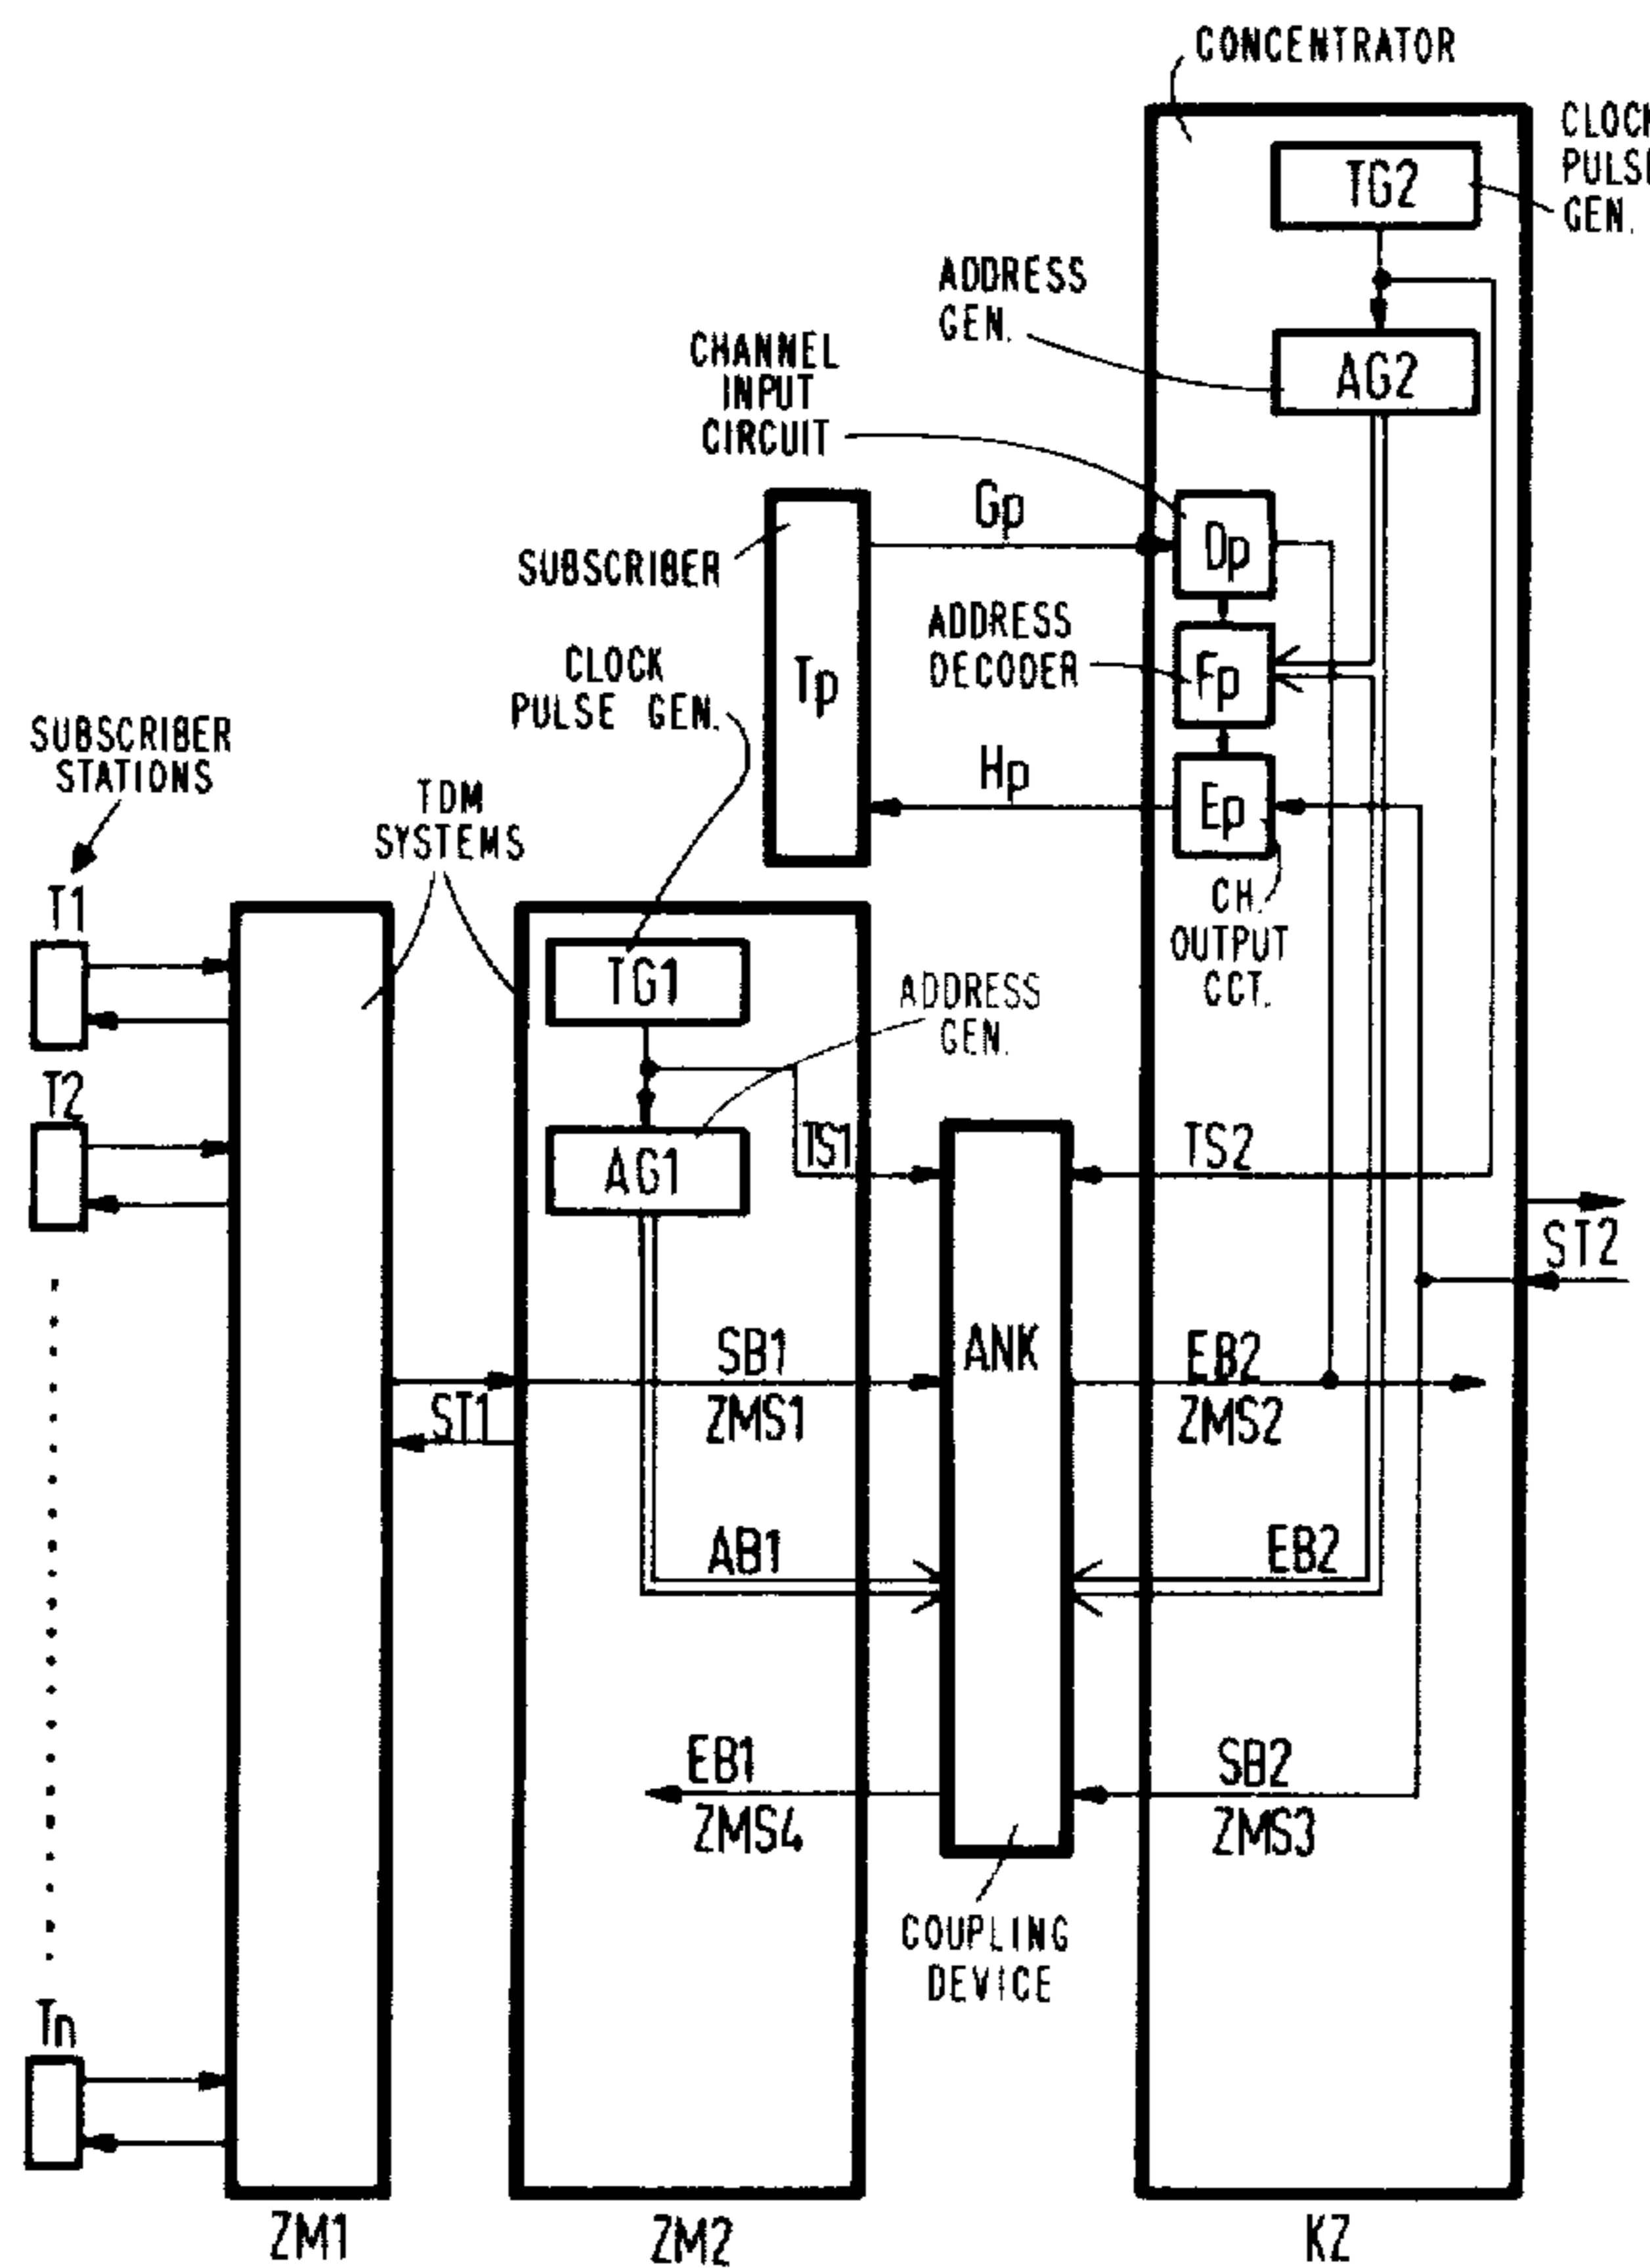 CONCENTRATOR
CLOCK
PULSE
GEN.
TG2
ADDRESS
GEN.
AG2
CHANNEL
INPUT
CIRCUIT
Gp
Dp
SUBSCRIBER
ADDRESS
DECODER
Fp
Tp
CLOCK
PULSE GEN.
Hp
Ep
SUBSCRIBER
STATIONS
TDM
SYSTEMS
CH.
OUTPUT
CCT.
T1
TG1
ADDRESS
GEN.
T2
AG1
TS1
TS2
ST2
SB1
ZMS1
ANK
EB2
ZMS2
ST1
AB1
EB2
EB1
ZMS4
SB2
ZMS3
COUPLING
DEVICE
Tn
ZM1
ZM2
KZ